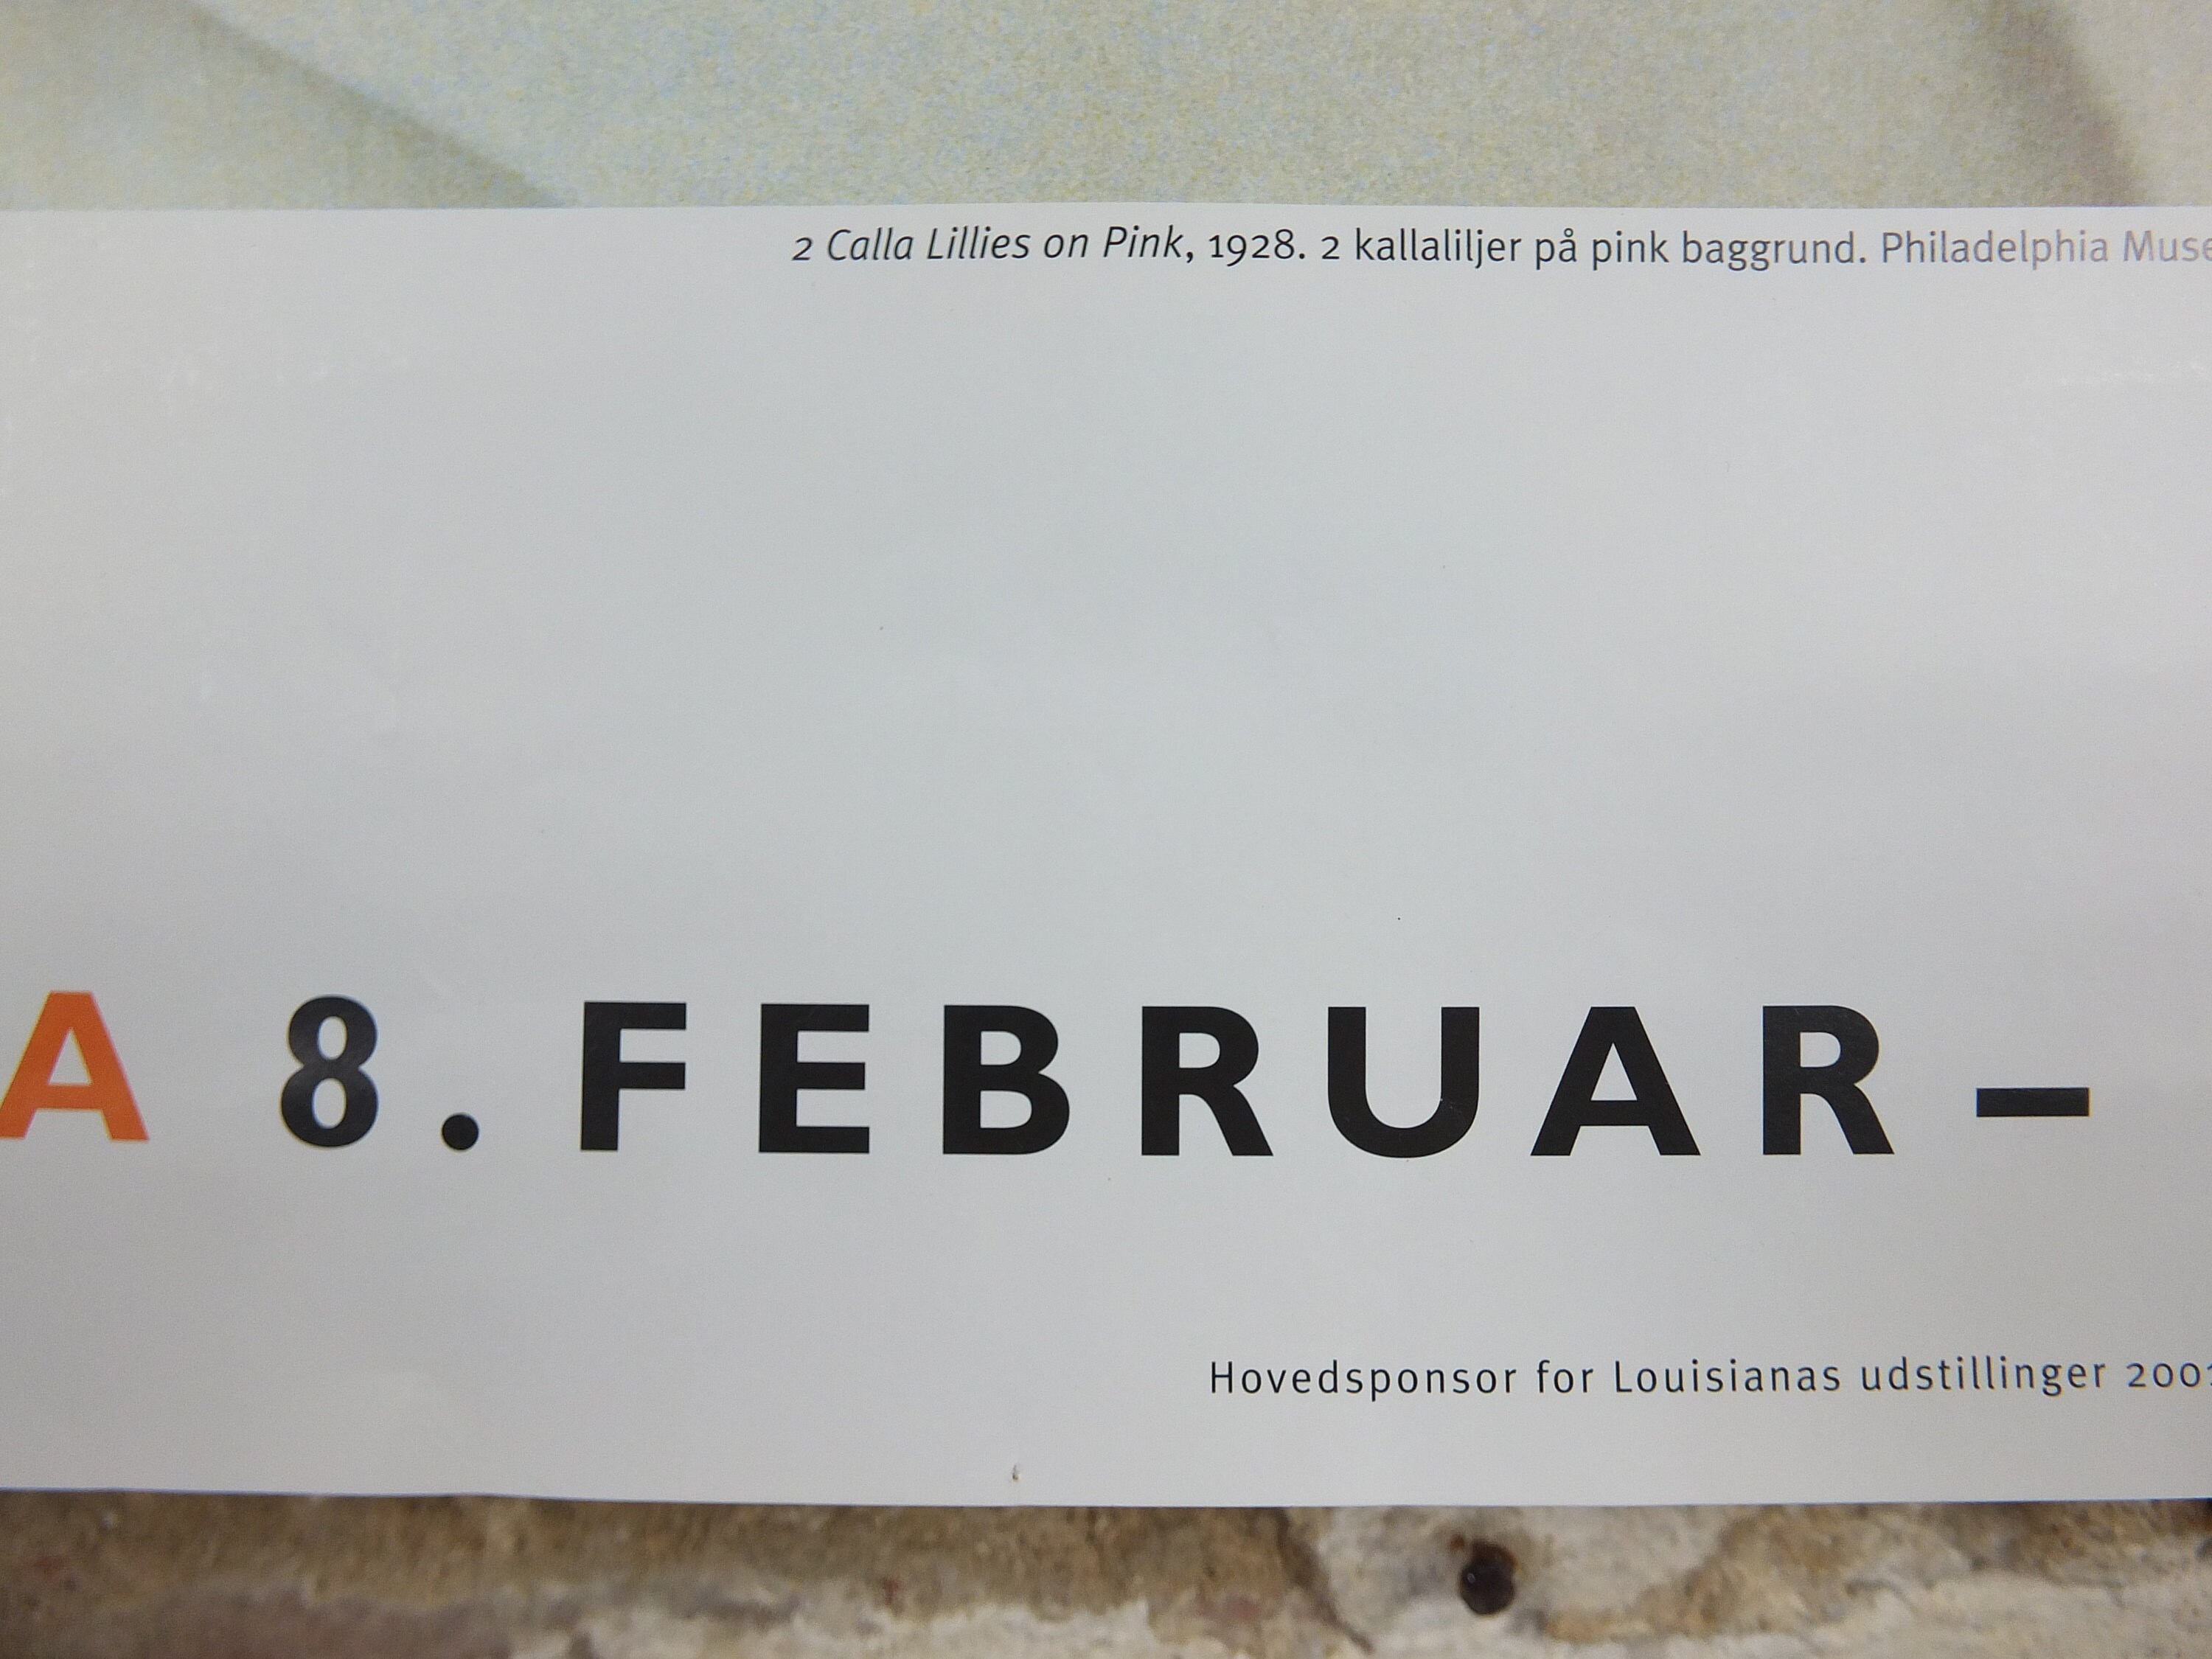 2 Calla Lillies on Pink, 1928. 2 kallaliljer på pink baggrund. Philadelphia
A 8. FEBRUAR –
Hovedsponsor for Louisianas udstillinger